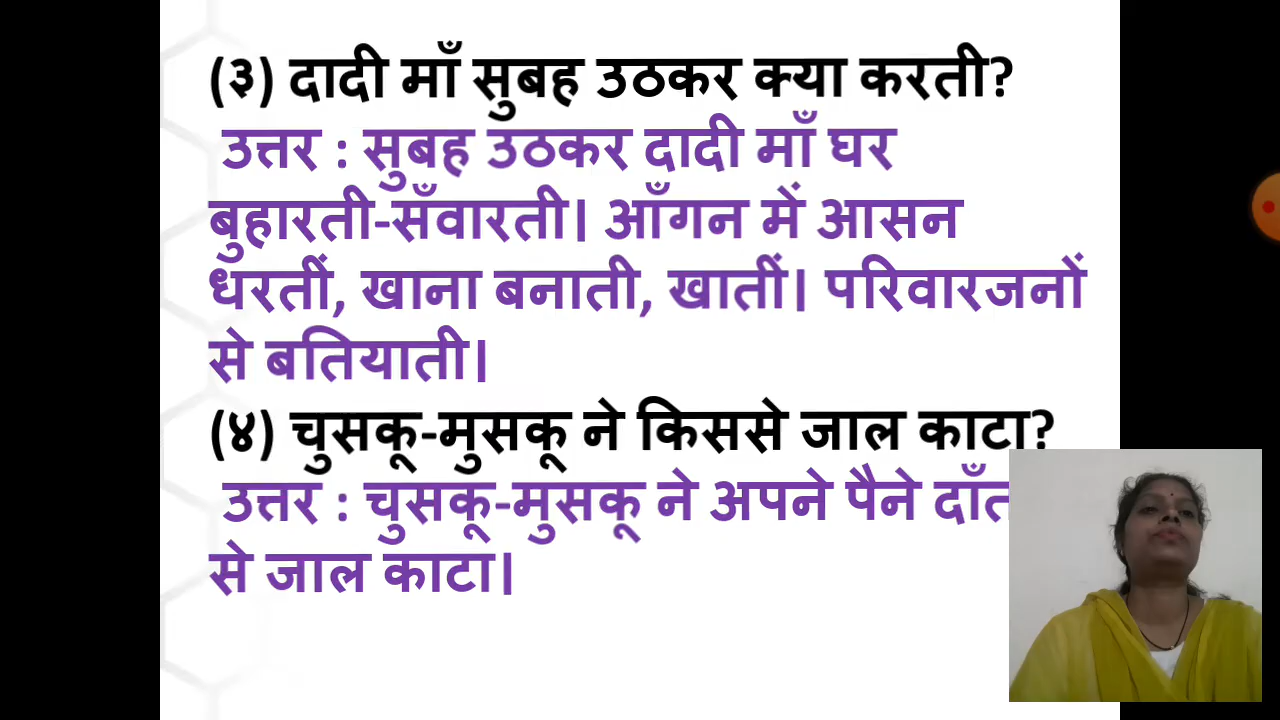 (३) दादी माँ सुबह उठकर क्या करती?
उत्तर : सुबह उठकर दादी माँ घर
बुहारती-सँवारती। आँगन में आसन
धरतीं, खाना बनाती, खातीं। परिवारजनों
से बतियाती।
(४) चुसकू-मुसकू ने किससे जाल काटा?
उत्तर : चुसकू-मुसकू ने अपने पैने दाँत
से जाल काटा।